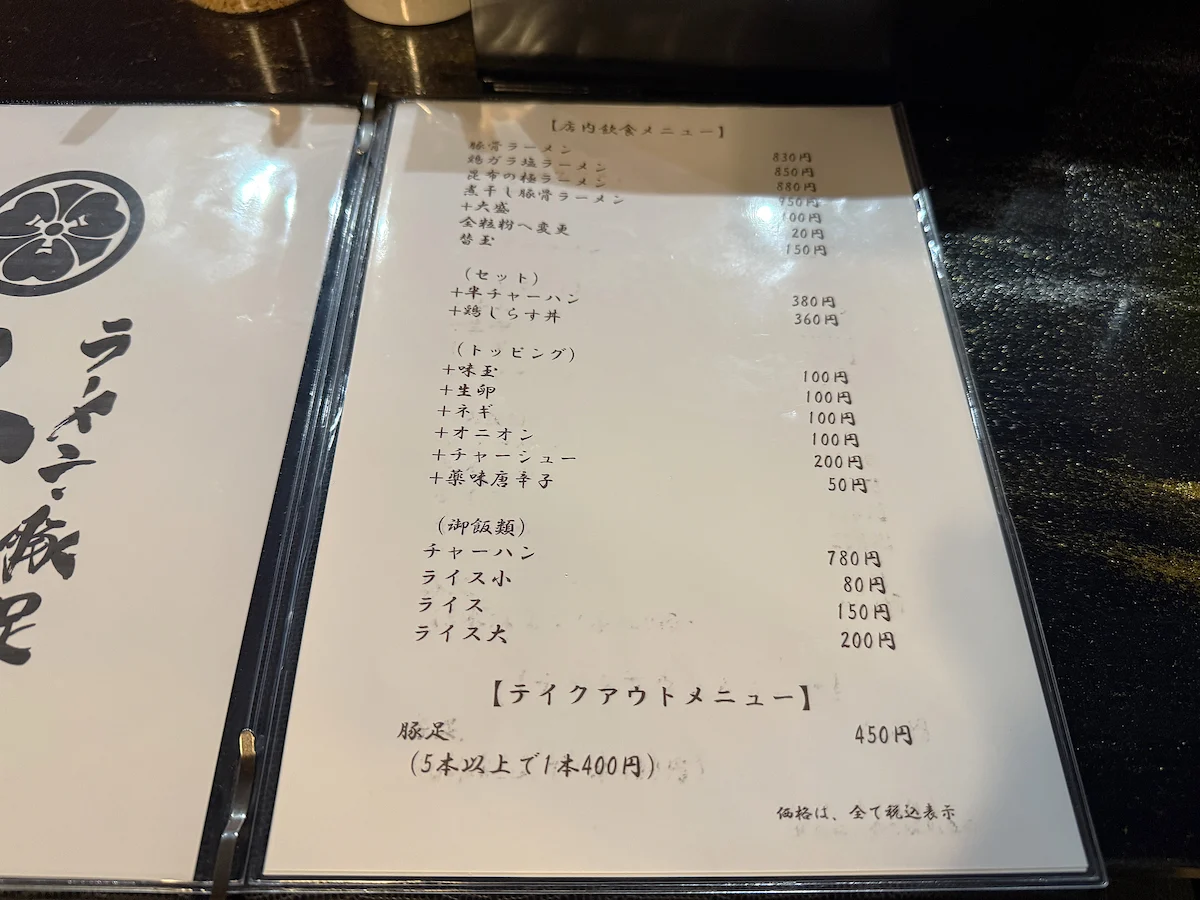 ラーメン・豚足
【店内飲食メニュー】
豚骨ラーメン 830円
鶏ガラ塩ラーメン 850円
昆布の極ラーメン 880円
煮干し豚骨ラーメン 950円
+大盛 100円
全粒粉へ変更 20円
替玉 150円
(セット)
+半チャーハン 380円
+鶏しらす丼 360円
(トッピング)
+味玉 100円
+生卵 100円
+ネギ 100円
+オニオン 100円
+チャーシュー 200円
+薬味唐辛子 50円
(御飯類)
チャーハン 780円
ライス小 80円
ライス 150円
ライス大 200円
【テイクアウトメニュー】
豚足 450円
(5本以上で1本400円)
価格は、全て税込表示